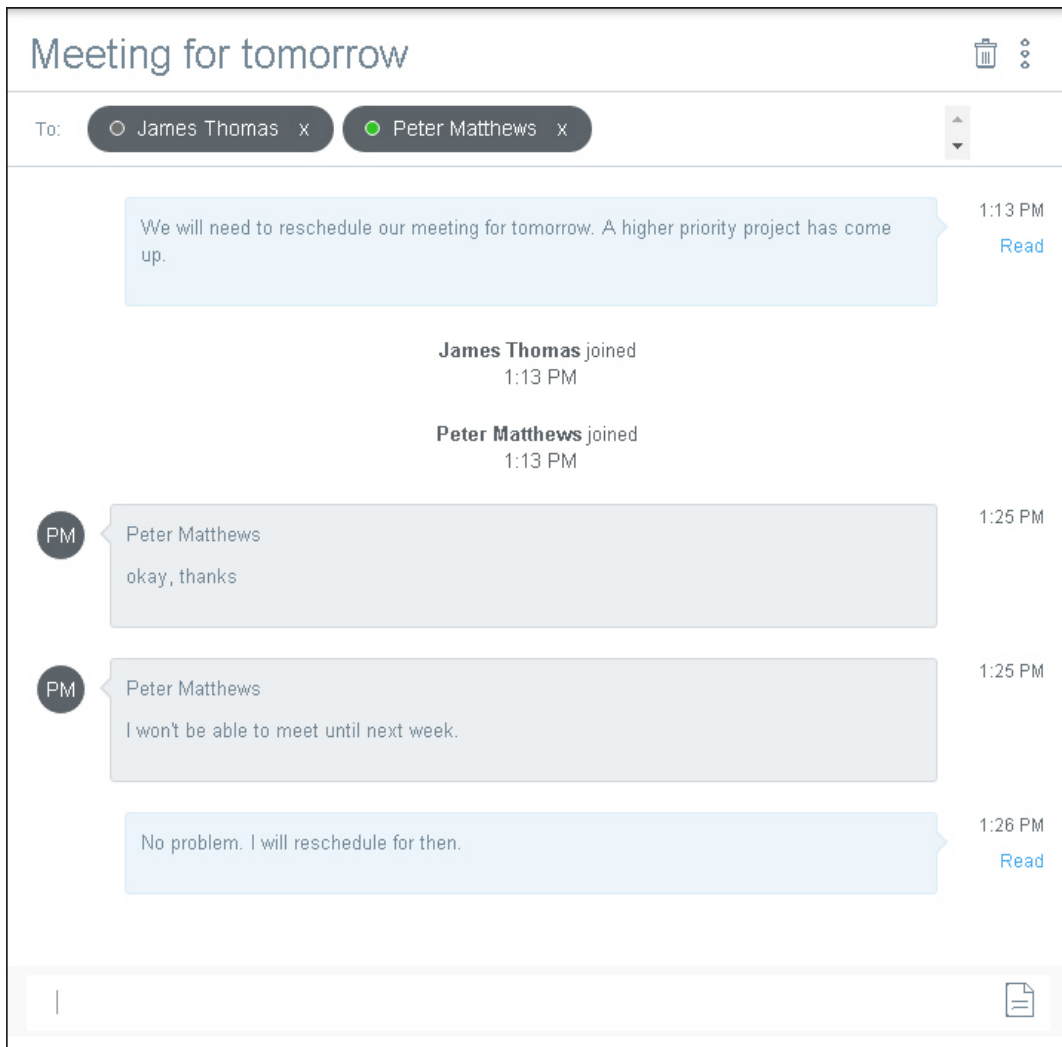 Meeting for tomorrow
To: James Thomas x Peter Matthews x
We will need to reschedule our meeting for tomorrow. A higher priority project has come
up.
1:13 PM
Read
James Thomas joined
1:13 PM
Peter Matthews joined
1:13 PM
PM
Peter Matthews
okay, thanks
1:25 PM
PM
Peter Matthews
I won't be able to meet until next week.
1:25 PM
No problem. I will reschedule for then.
1:26 PM
Read